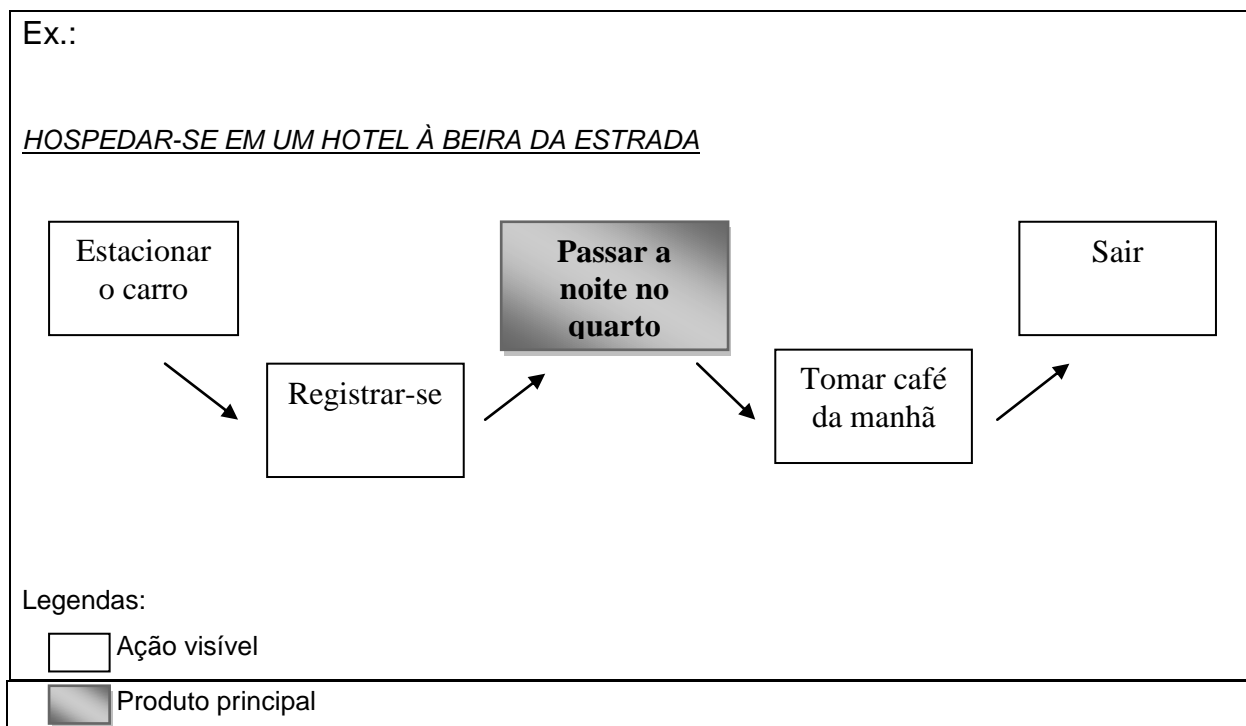 Ex.:
HOSPEDAR-SE EM UM HOTEL À BEIRA DA ESTRADA
Estacionar
o carro
Registrar-se
Passar a
noite no
quarto
Tomar café
da manhã
Sair
Legendas:
Ação visível
Produto principal